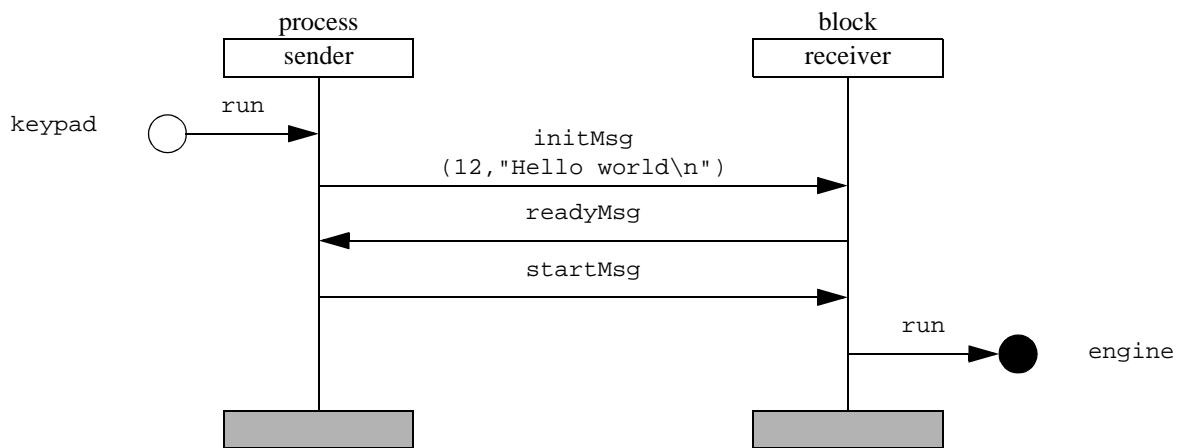 process
block
sender
receiver
run
keypad
initMsg
(12,"Hello world\n")
readyMsg
startMsg
run
engine